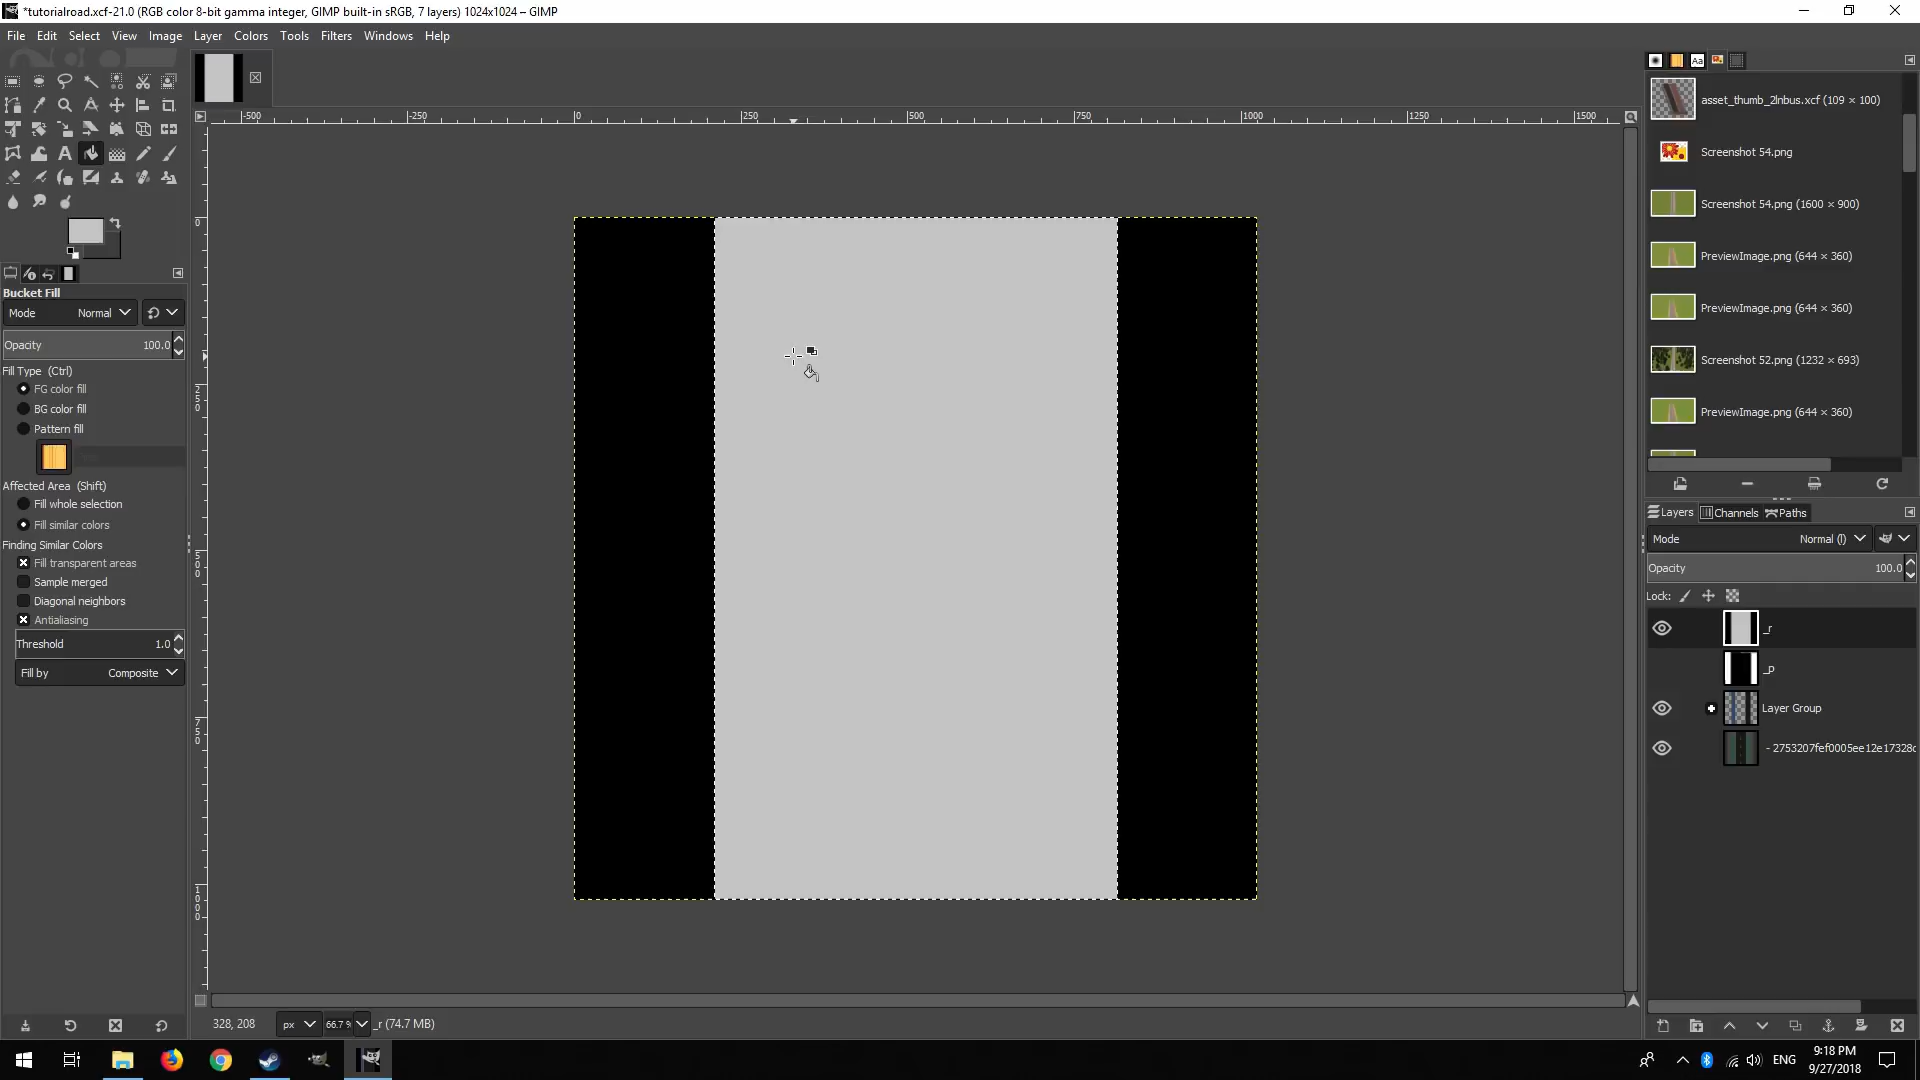 *tutorialroad.xcf-21.0 (RGB color 8-bit gamma integer, GIMP built-in sRGB, 7 layers) 1024x1024 – GIMP
File Edit Select View Image Layer Colors Tools Filters Windows Help
-500 -250 0 250 500 750 1000 1250 1500
0
250
500
750
1000
Bucket Fill
Mode Normal
Opacity 100.0
Fill Type (Ctrl)
FG color fill
BG color fill
Pattern fill
Affected Area (Shift)
Fill whole selection
Fill similar colors
Finding Similar Colors
Fill transparent areas
Sample merged
Diagonal neighbors
Antialiasing
Threshold 1.0
Fill by Composite
Aa
asset_thumb_2lnbus.xcf (109 × 100)
Screenshot 54.png
Screenshot 54.png (1600 × 900)
PreviewImage.png (644 × 360)
PreviewImage.png (644 × 360)
Screenshot 52.png (1232 × 693)
PreviewImage.png (644 × 360)
Layers Channels Paths
Mode Normal (l)
Opacity 100.0
Lock:
_r
_p
Layer Group
- 2753207fef0005ee12e17328c
328, 208 px 66.7 % _r (74.7 MB)
ENG
9:18 PM
9/27/2018